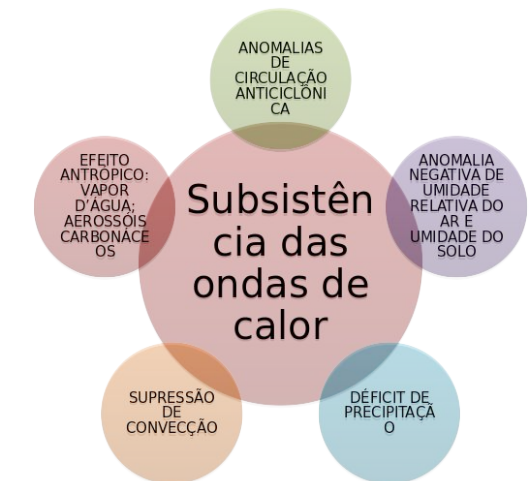 ANOMALIAS
DE
CIRCULAÇÃO
ANTICICLÔNI
CA
EFEITO
ANTRÓPICO:
VAPOR
D’ÁGUA;
AEROSSÓIS
CARBONÁCE
OS
Subsistên
cia das
ondas de
calor
ANOMALIA
NEGATIVA DE
UMIDADE
RELATIVA DO
AR E
UMIDADE DO
SOLO
SUPRESSÃO
DE
CONVECÇÃO
DÉFICIT DE
PRECIPITAÇÃ
O